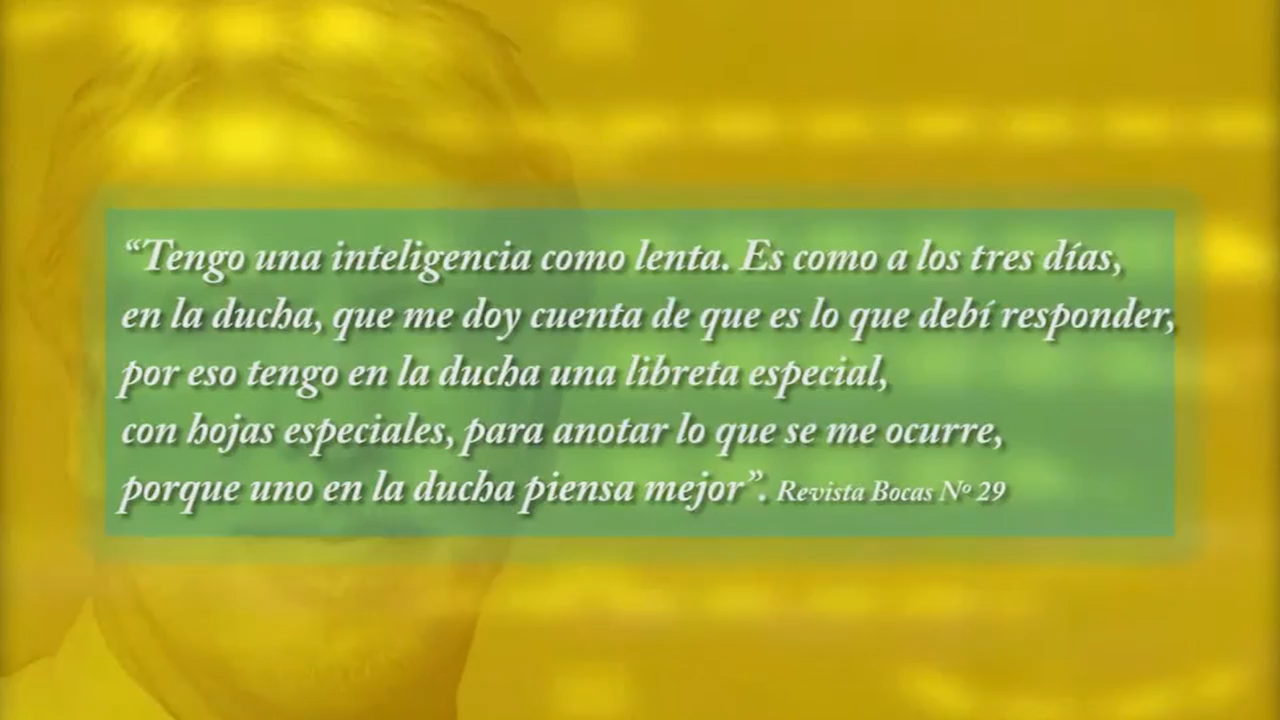 “Tengo una inteligencia como lenta. Es como a los tres días,
en la ducha, que me doy cuenta de que es lo que debí responder,
por eso tengo en la ducha una libreta especial,
con hojas especiales, para anotar lo que se me ocurre,
porque uno en la ducha piensa mejor”. Revista Bocas Nº 29